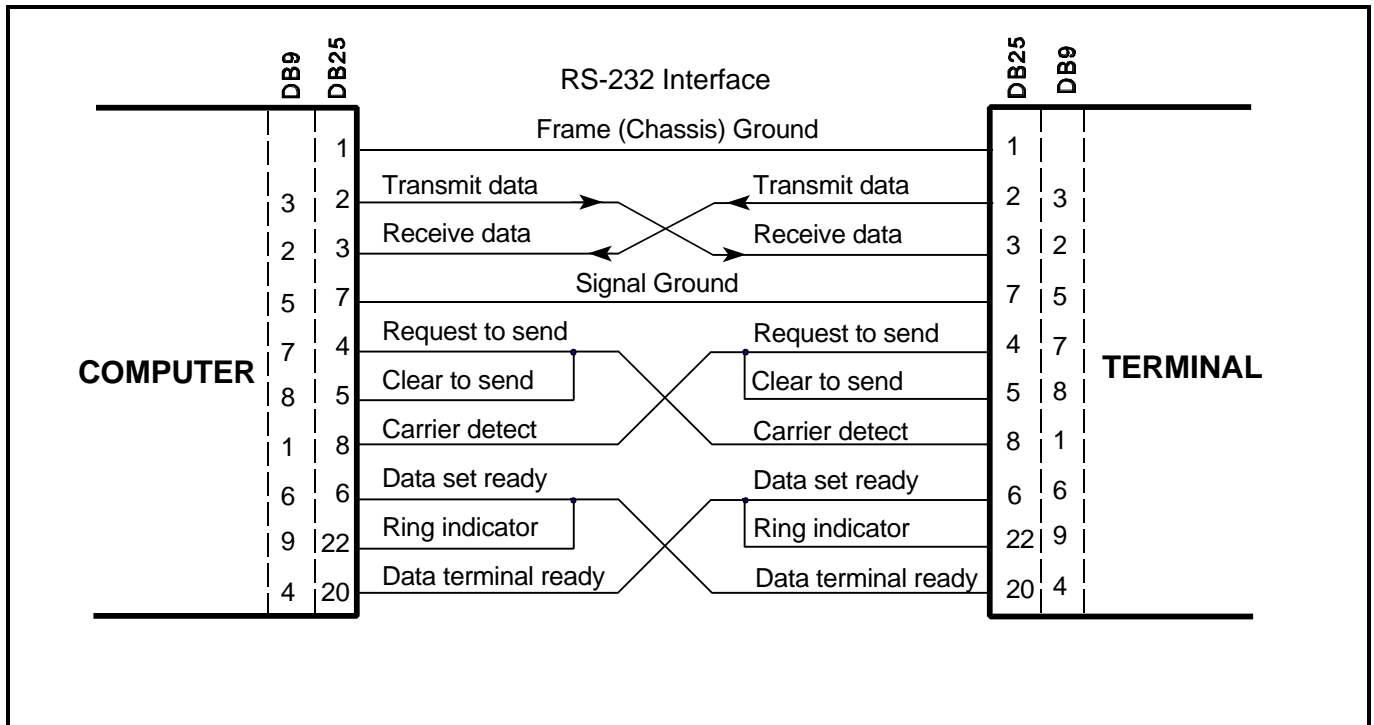 DB9 DB25 RS-232 Interface DB25 DB9
Frame (Chassis) Ground
1 1
3 2 Transmit data Transmit data 2 3
2 3 Receive data Receive data 3 2
Signal Ground
5 7 7 5
7 4 Request to send Request to send 4 7
COMPUTER TERMINAL
8 5 Clear to send Clear to send 5 8
1 8 Carrier detect Carrier detect 8 1
6 6 Data set ready Data set ready 6 6
9 22 Ring indicator Ring indicator 22 9
4 20 Data terminal ready Data terminal ready 20 4